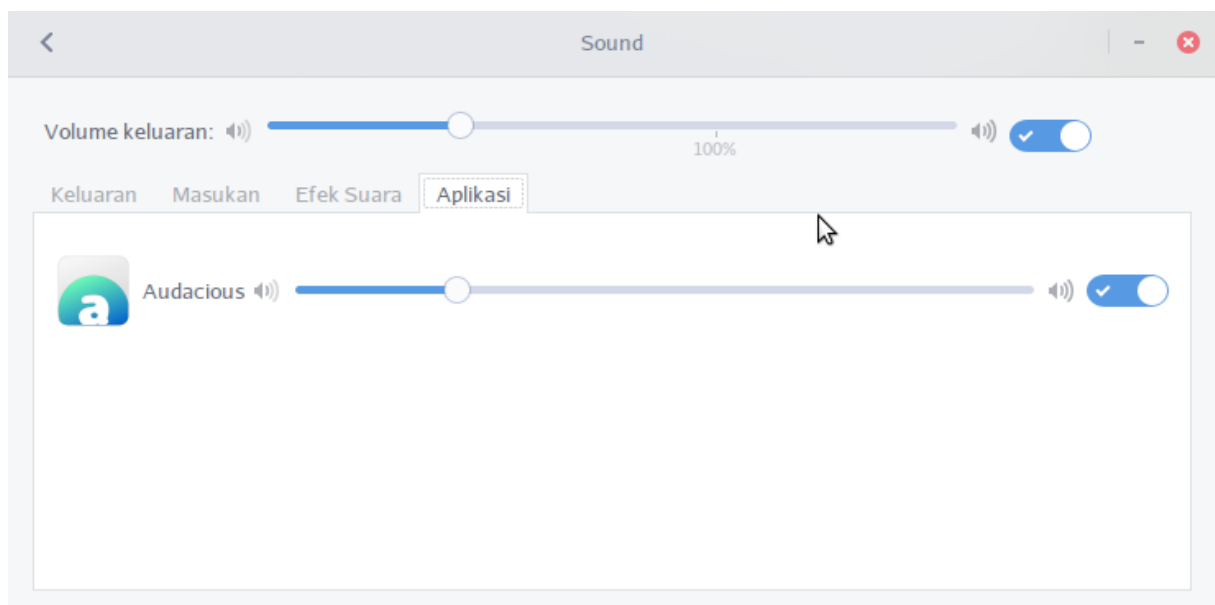 Sound
Volume keluaran:
100%
Keluaran Masukan Efek Suara Aplikasi
a Audacious